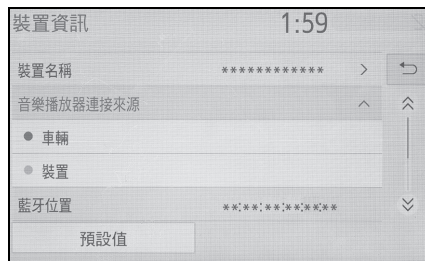 裝置資訊 1:59
裝置名稱 ************ >
音樂播放器連接來源
車輛
裝置
藍牙位置 **:**:**:**:**:**
預設值